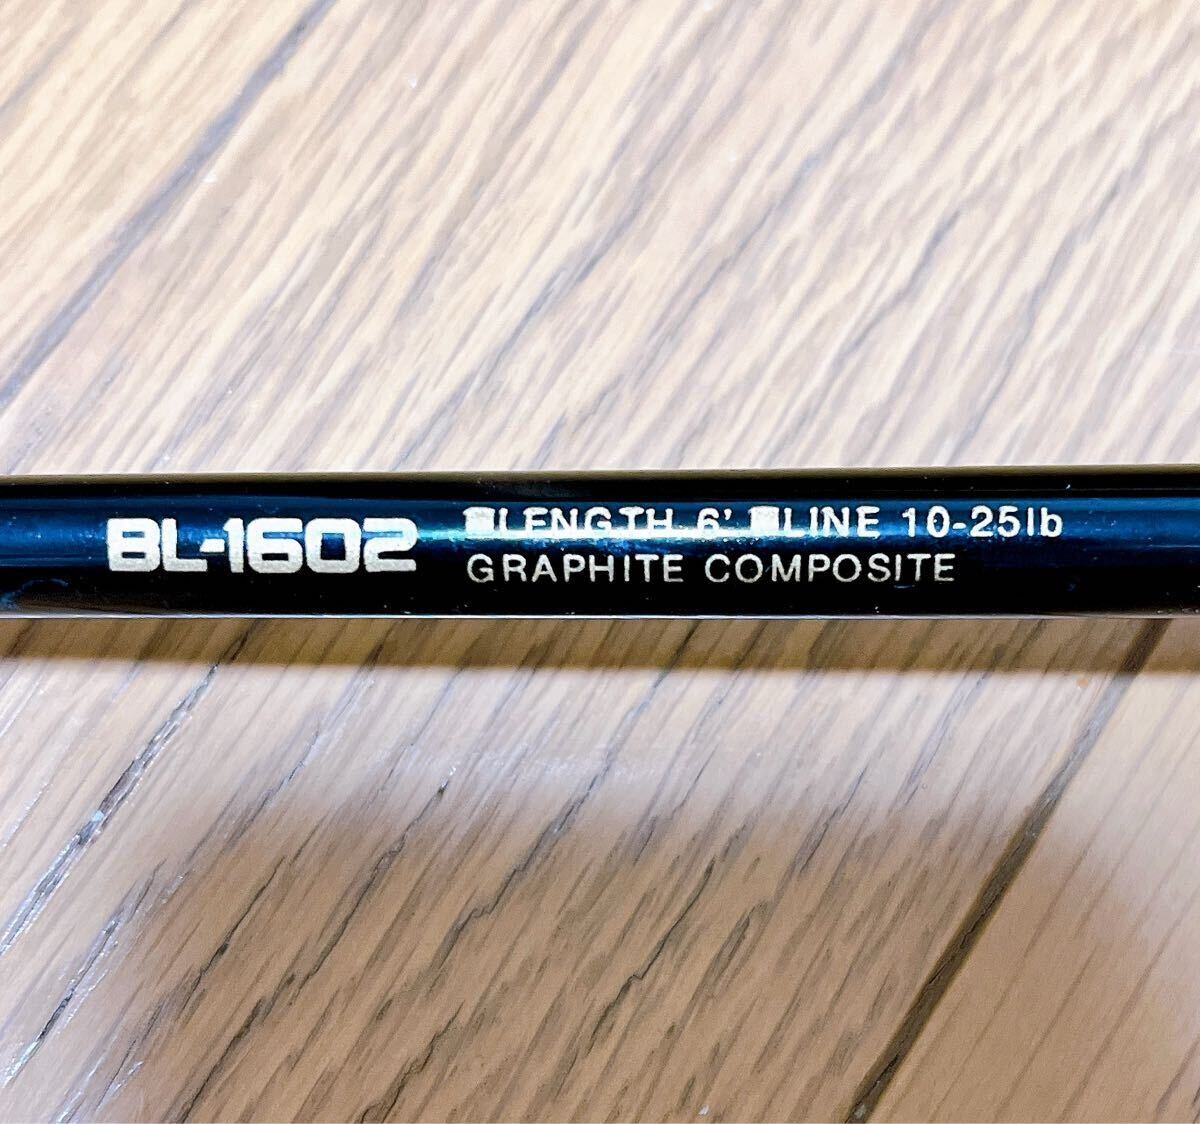 BL-1602
■LENGTH 6' ■LINE 10-25lb
GRAPHITE COMPOSITE